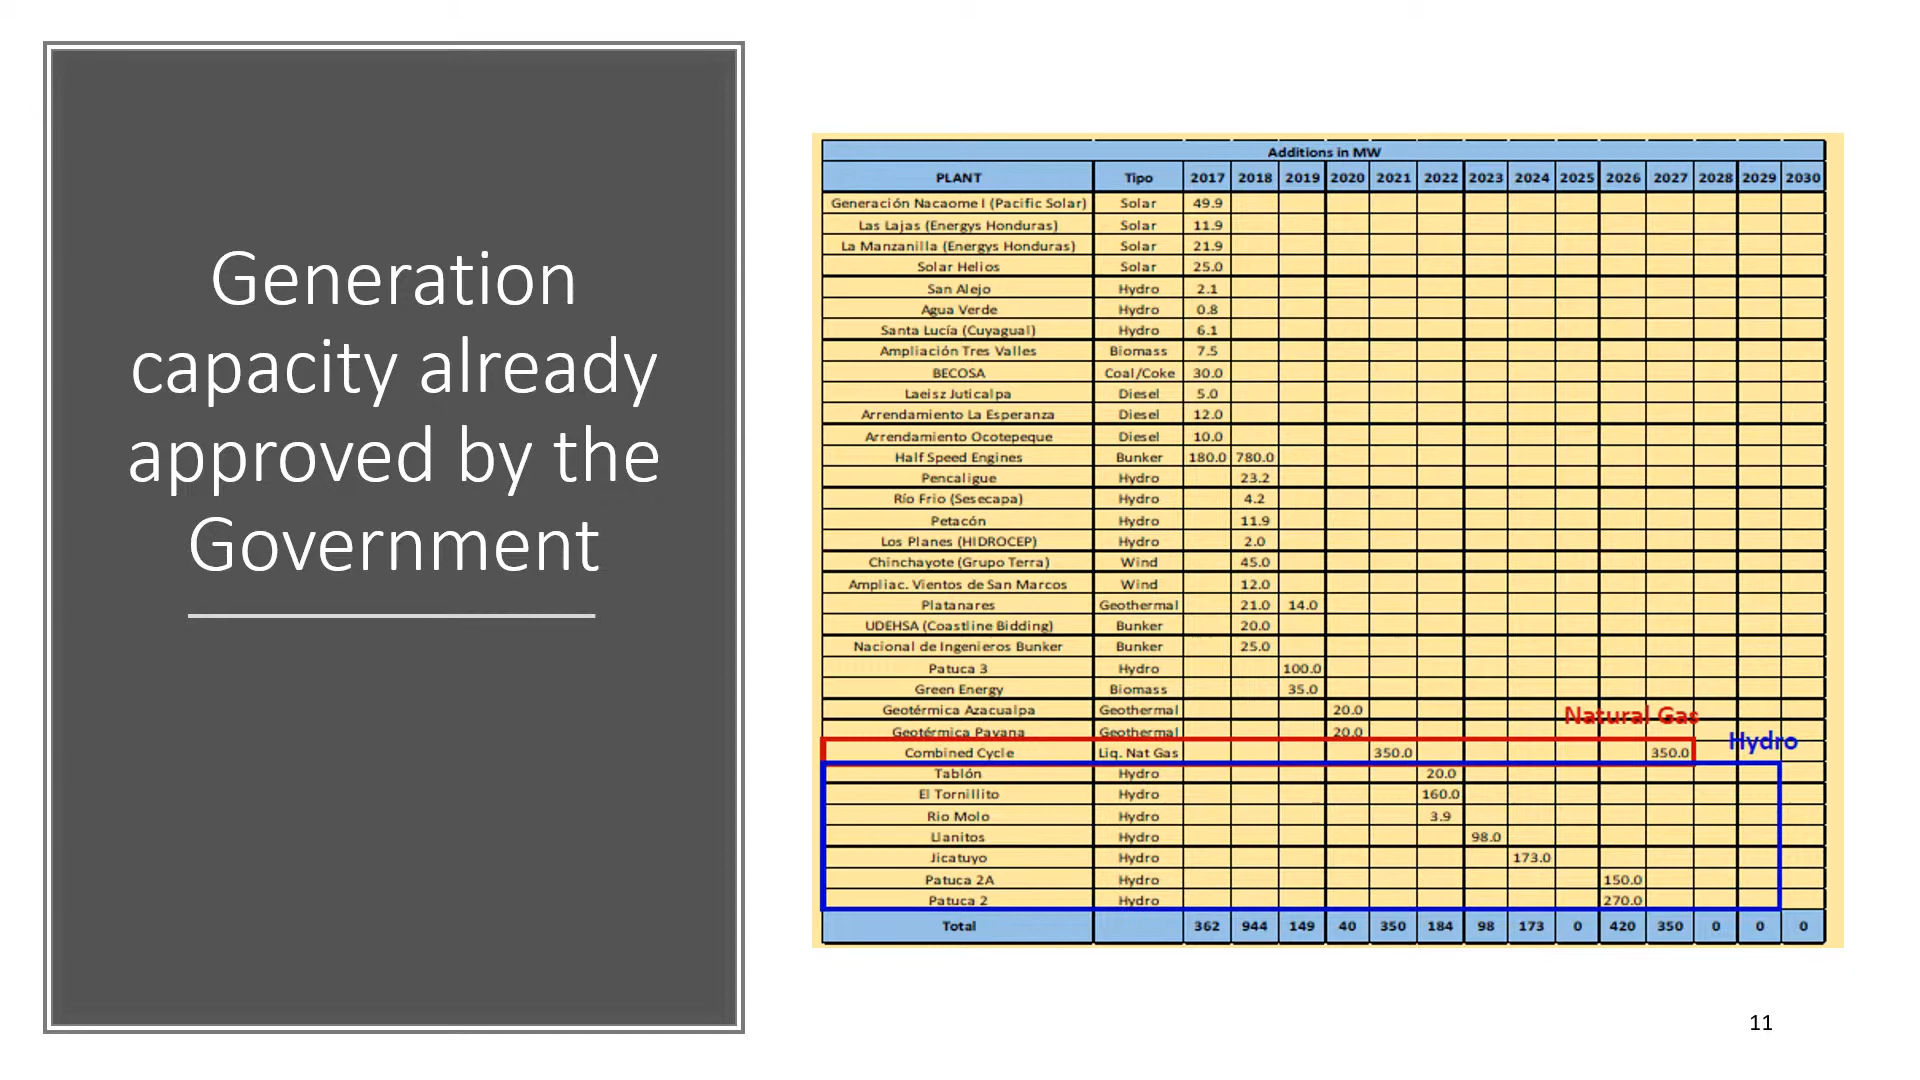 Generation
capacity already
approved by the
Government
Additions in MW
PLANT Tipo 2017 2018 2019 2020 2021 2022 2023 2024 2025 2026 2027 2028 2029 2030
Generación Nacaome I (Pacific Solar) Solar 49.9
Las Lajas (Energys Honduras) Solar 11.9
La Manzanilla (Energys Honduras) Solar 21.9
Solar Helios Solar 25.0
San Alejo Hydro 2.1
Agua Verde Hydro 0.8
Santa Lucía (Cuyagual) Hydro 6.1
Ampliación Tres Valles Biomass 7.5
BECOSA Coal/Coke 30.0
Laeisz Juticalpa Diesel 5.0
Arrendamiento La Esperanza Diesel 12.0
Arrendamiento Ocotepeque Diesel 10.0
Half Speed Engines Bunker 180.0 780.0
Pencaligue Hydro 23.2
Río Frio (Sesecapa) Hydro 4.2
Petacón Hydro 11.9
Los Planes (HIDROCEP) Hydro 2.0
Chinchayote (Grupo Terra) Wind 45.0
Ampliac. Vientos de San Marcos Wind 12.0
Platanares Geothermal 21.0 14.0
UDEHSA (Coastline Bidding) Bunker 20.0
Nacional de Ingenieros Bunker Bunker 25.0
Patuca 3 Hydro 100.0
Green Energy Biomass 35.0
Geotérmica Azacualpa Geothermal 20.0
Natural Gas
Geotérmica Pavana Geothermal 20.0
Hydro
Combined Cycle Liq. Nat Gas 350.0 350.0
Tablón Hydro 20.0
El Tornillito Hydro 160.0
Rio Molo Hydro 3.9
Llanitos Hydro 98.0
Jicatuyo Hydro 173.0
Patuca 2A Hydro 150.0
Patuca 2 Hydro 270.0
Total 362 944 149 40 350 184 98 173 0 420 350 0 0 0
11